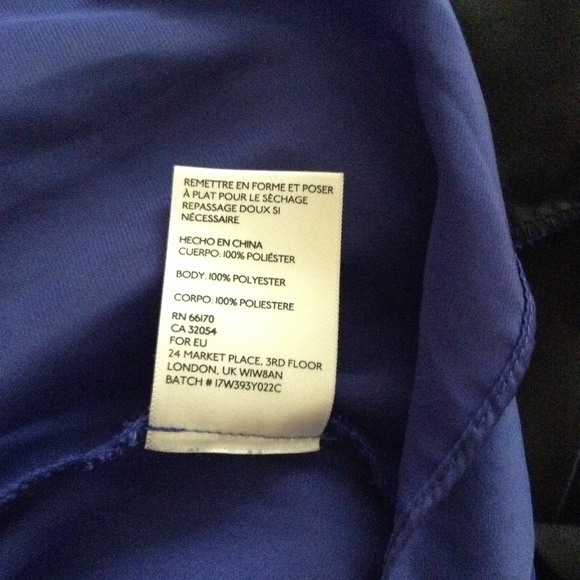 REMETTRE EN FORME ET POSER
À PLAT POUR LE SÈCHAGE
REPASSAGE DOUX SI
NÉCESSAIRE
HECHO EN CHINA
CUERPO: 100% POLIÉSTER
BODY: 100% POLYESTER
CORPO: 100% POLIESTERE
RN 66170
CA 32054
FOR EU
24 MARKET PLACE, 3RD FLOOR
LONDON, UK W1W8AN
BATCH # 17W393Y022C